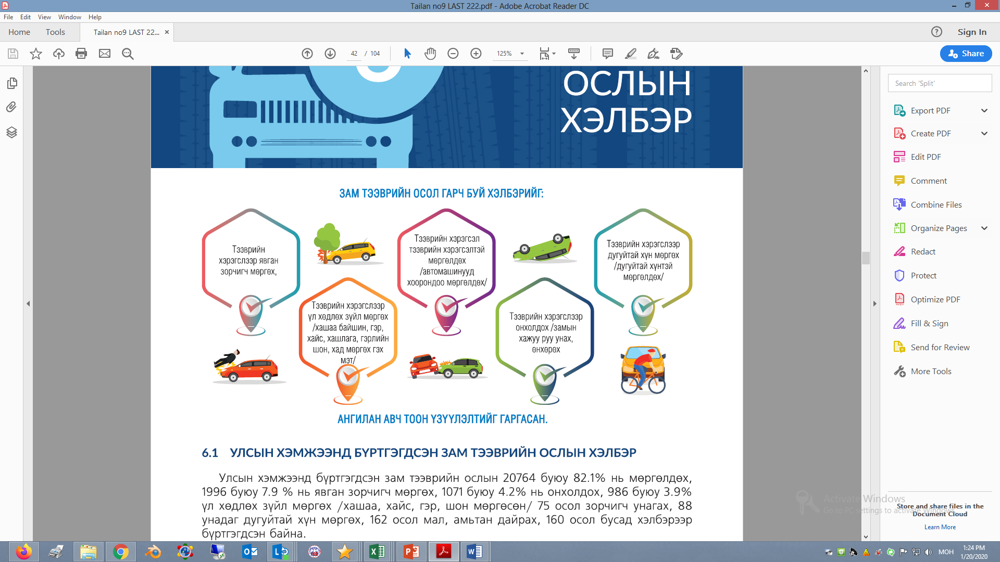 Tailan no9 LAST 222.pdf - Adobe Acrobat Reader DC
File Edit View Window Help
Home Tools Tailan no9 LAST 22... × Sign In
42 / 104 125% Share
ОСЛЫН
ХЭЛБЭР
ЗАМ ТЭЭВРИЙН ОСОЛ ГАРЧ БУЙ ХЭЛБЭРИЙГ:
Тээврийн
хэрэгслээр явган
зорчигч мөргөх,
Тээврийн хэрэгслээр
үл хөдлөх зүйл мөргөх
/хашаа байшин, гэр,
хайс, хашлага, гэрлийн
шон, хад мөргөх гэх
мэт/
Тээврийн хэрэгсэл
тээврийн хэрэгсэлтэй
мөргөлдөх
/автомашинууд
хоорондоо мөргөлдөх/
Тээврийн хэрэгслээр
онхолдох /замын
хажуу руу унах,
өнхөрөх
Тээврийн хэрэгслээр
дугуйтай хүн мөргөх
/дугуйтай хүнтэй
мөргөлдөх/
АНГИЛАН АВЧ ТООН ҮЗҮҮЛЭЛТИЙГ ГАРГАСАН.
6.1 УЛСЫН ХЭМЖЭЭНД БҮРТГЭГДСЭН ЗАМ ТЭЭВРИЙН ОСЛЫН ХЭЛБЭР
Улсын хэмжээнд бүртгэгдсэн зам тээврийн ослын 20764 буюу 82.1% нь мөргөлдөх,
1996 буюу 7.9 % нь явган зорчигч мөргөх, 1071 буюу 4.2% нь онхолдох, 986 буюу 3.9%
үл хөдлөх зүйл мөргөх /хашаа, хайс, гэр, шон мөргөсөн/ 75 осол зорчигч унагах, 88
унадаг дугуйтай хүн мөргөх, 162 осол мал, амьтан дайрах, 160 осол бусад хэлбэрээр
бүртгэгдсэн байна.
Search 'Split'
Export PDF
Create PDF
Edit PDF
Comment
Combine Files
Organize Pages
Redact
Protect
Optimize PDF
Fill & Sign
Send for Review
More Tools
Activate Windows
Go to PC settings to activate Windows.
Store and share files in the
Document Cloud
Learn More
МОН 1:24 PM
1/20/2020